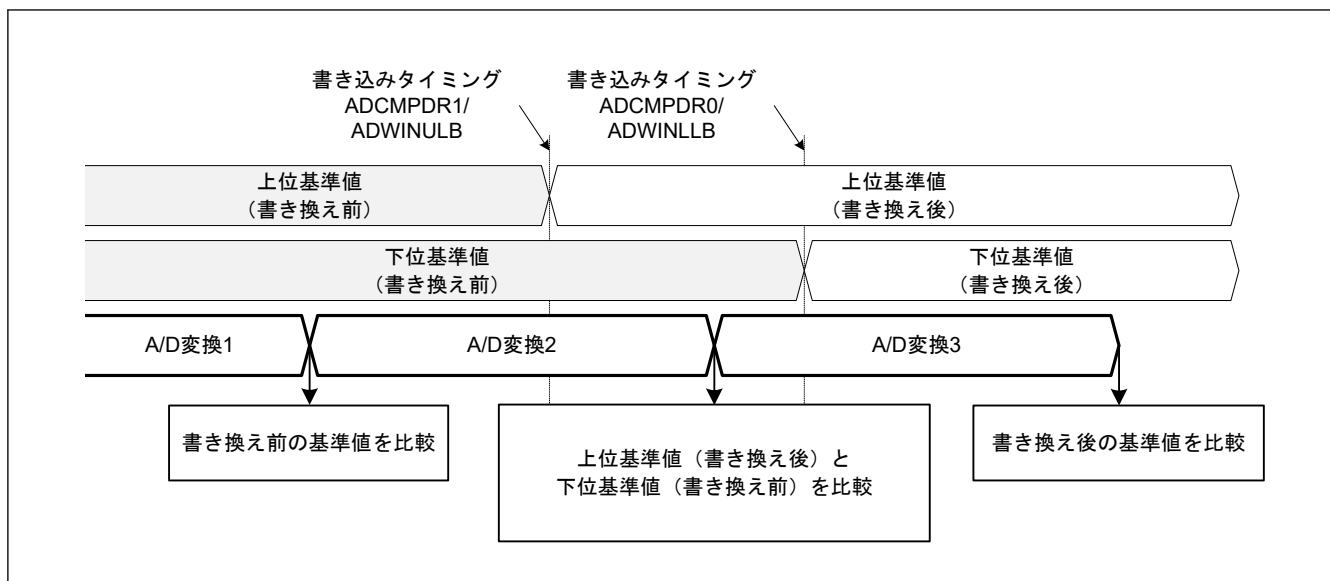 書き込みタイミング
ADCMPDR1/
ADWINULB
書き込みタイミング
ADCMPDR0/
ADWINLLB
上位基準値
（書き換え前）
上位基準値
（書き換え後）
下位基準値
（書き換え前）
下位基準値
（書き換え後）
A/D変換1
A/D変換2
A/D変換3
書き換え前の基準値を比較
上位基準値（書き換え後）と
下位基準値（書き換え前）を比較
書き換え後の基準値を比較